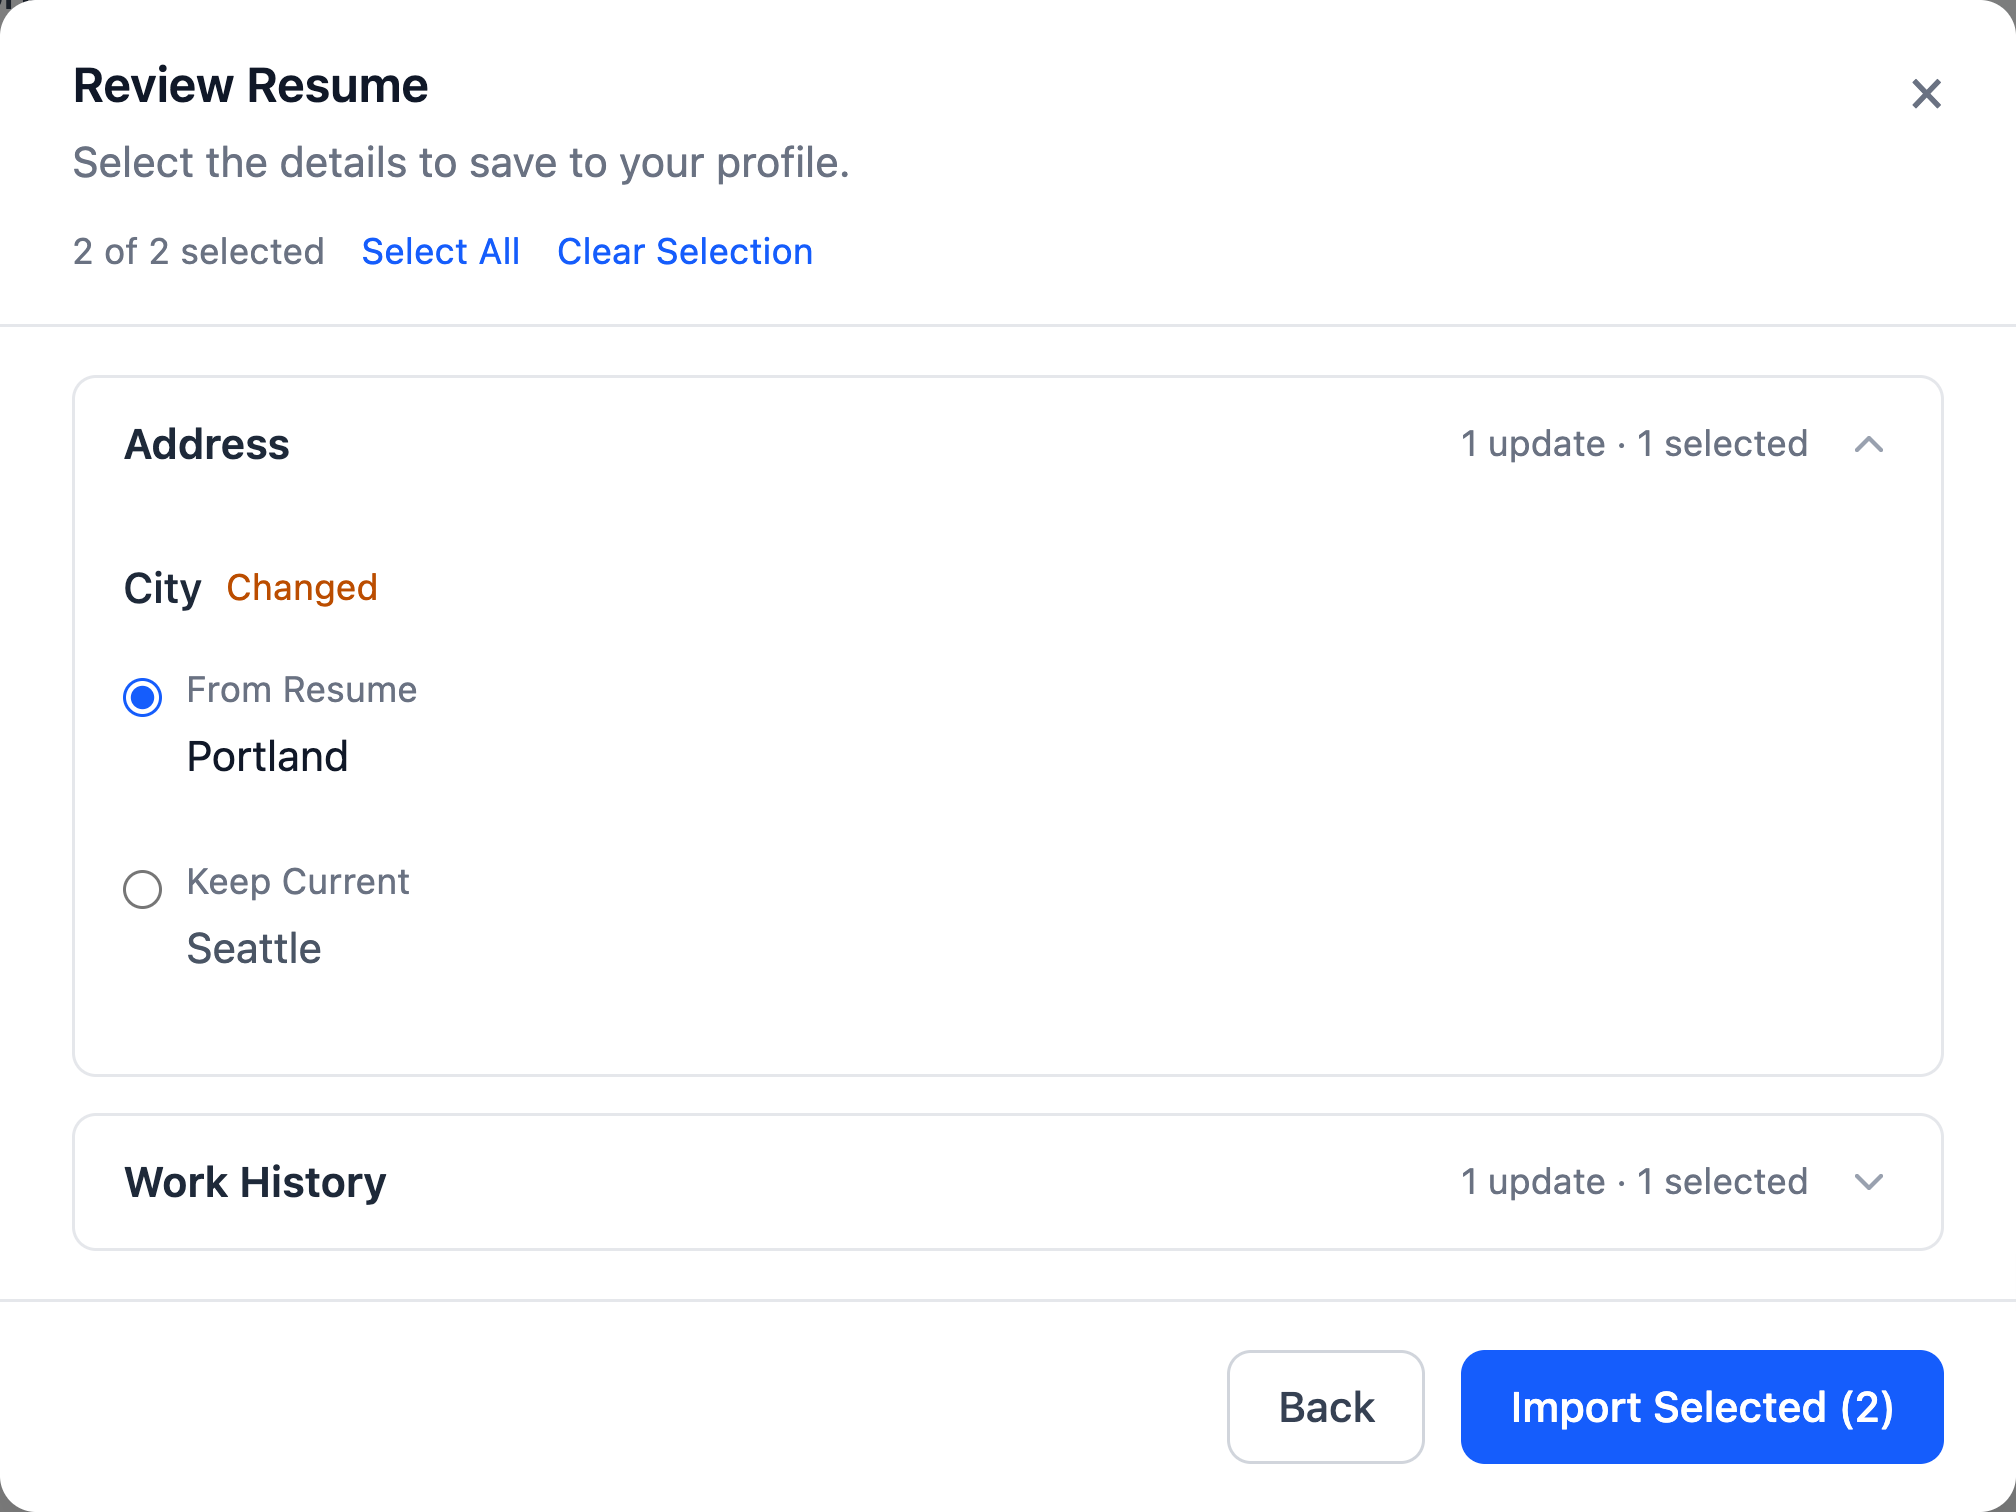 Review Resume
Select the details to save to your profile.
2 of 2 selected Select All Clear Selection
Address 1 update · 1 selected
City Changed
From Resume
Portland
Keep Current
Seattle
Work History 1 update · 1 selected
Back Import Selected (2)